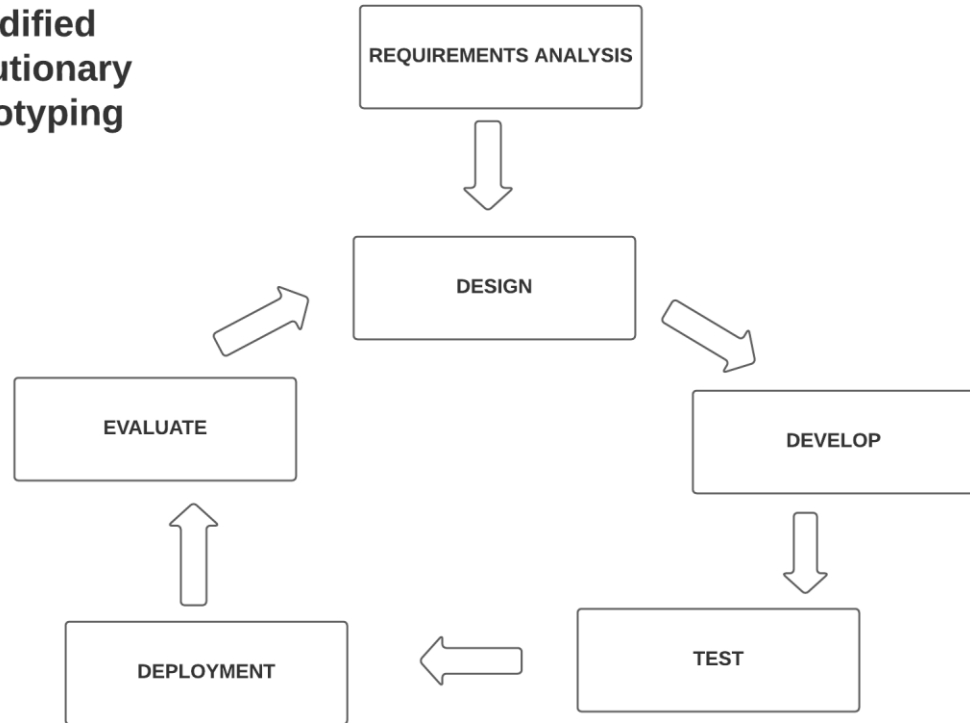 dified
utionary
otyping
REQUIREMENTS ANALYSIS
DESIGN
EVALUATE
DEVELOP
DEPLOYMENT
TEST